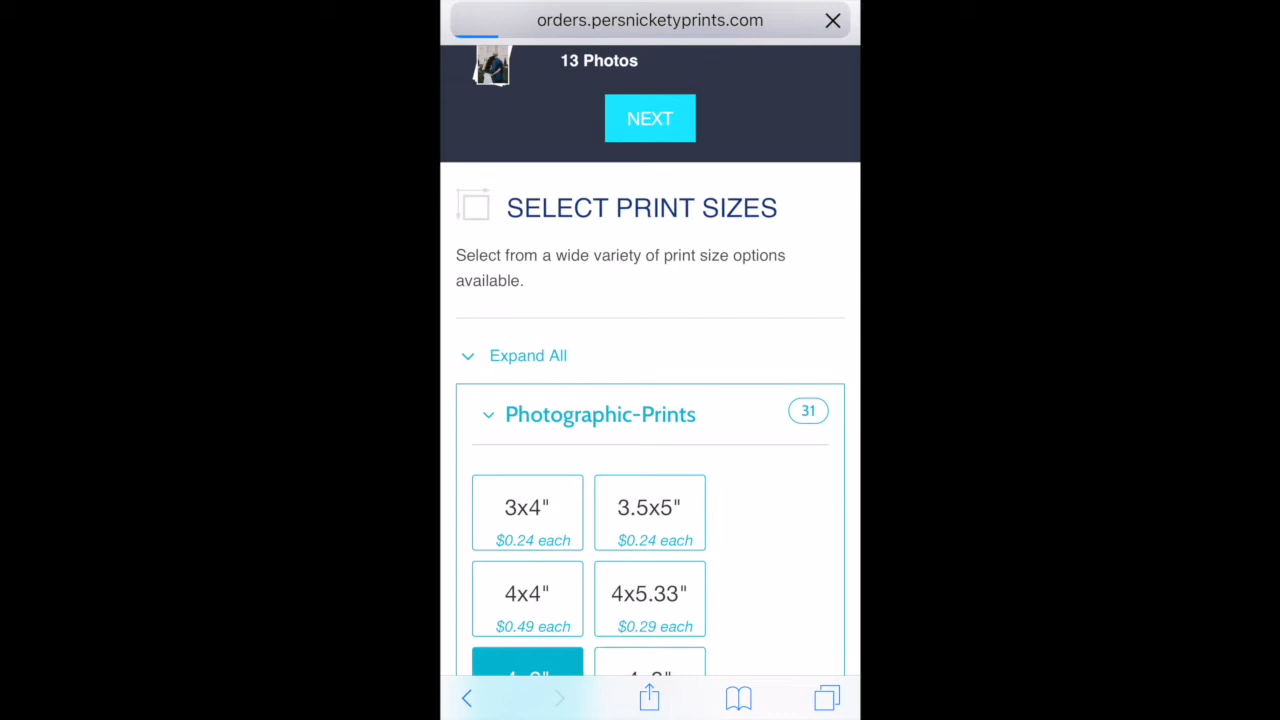 orders.persnicketyprints.com
13 Photos
NEXT
SELECT PRINT SIZES
Select from a wide variety of print size options
available.
Expand All
Photographic-Prints 31
3x4" 3.5x5"
$0.24 each $0.24 each
4x4" 4x5.33"
$0.49 each $0.29 each